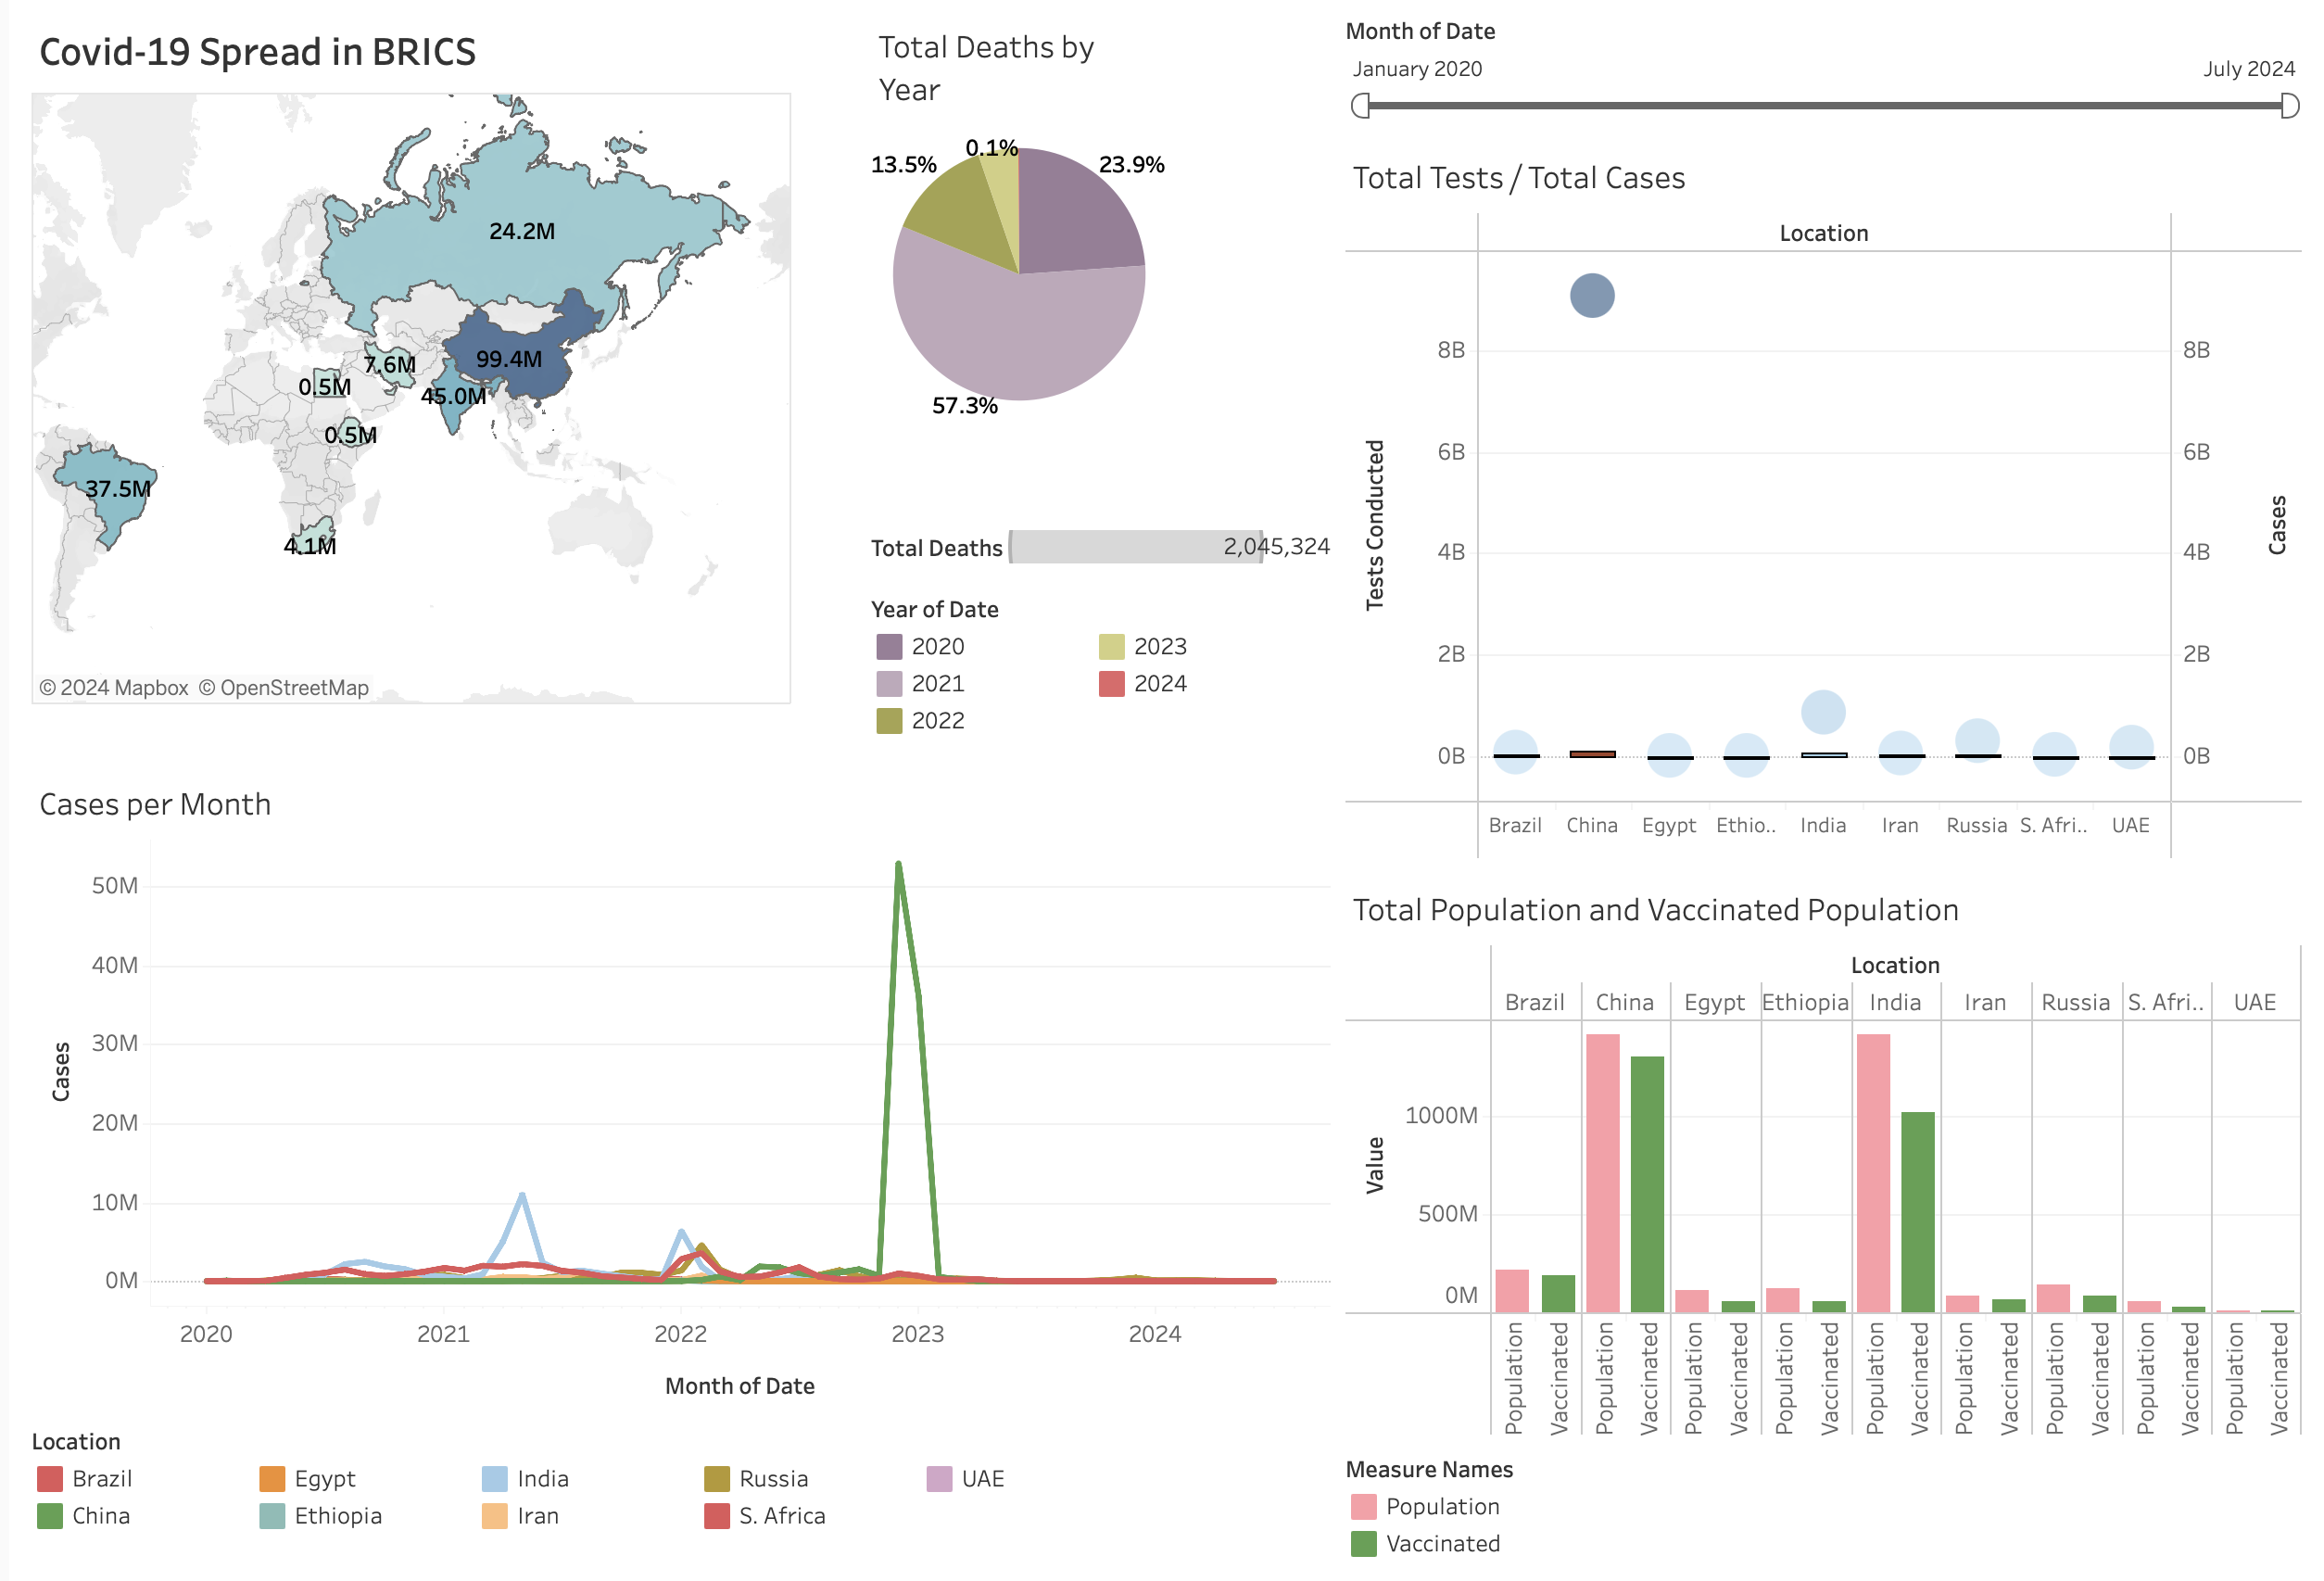 Covid-19 Spread in BRICS
24.2M
99.4M
7.6M
0.5M
45.0M
0.5M
37.5M
4.1M
© 2024 Mapbox © OpenStreetMap
Total Deaths by
Year
0.1%
13.5%
23.9%
57.3%
Total Deaths
2,045,324
Year of Date
2020
2023
2021
2024
2022
Month of Date
January 2020
July 2024
Total Tests / Total Cases
Location
Tests Conducted
8B
6B
4B
2B
0B
8B
6B
4B
2B
0B
Cases
Brazil
China
Egypt
Ethio..
India
Iran
Russia
S. Afri..
UAE
Cases per Month
Cases
50M
40M
30M
20M
10M
0M
2020
2021
2022
2023
2024
Month of Date
Location
Brazil
Egypt
India
Russia
UAE
China
Ethiopia
Iran
S. Africa
Total Population and Vaccinated Population
Location
Brazil
China
Egypt
Ethiopia
India
Iran
Russia
S. Afri..
UAE
Value
1000M
500M
0M
Population
Vaccinated
Population
Vaccinated
Population
Vaccinated
Population
Vaccinated
Population
Vaccinated
Population
Vaccinated
Population
Vaccinated
Population
Vaccinated
Population
Vaccinated
Measure Names
Population
Vaccinated